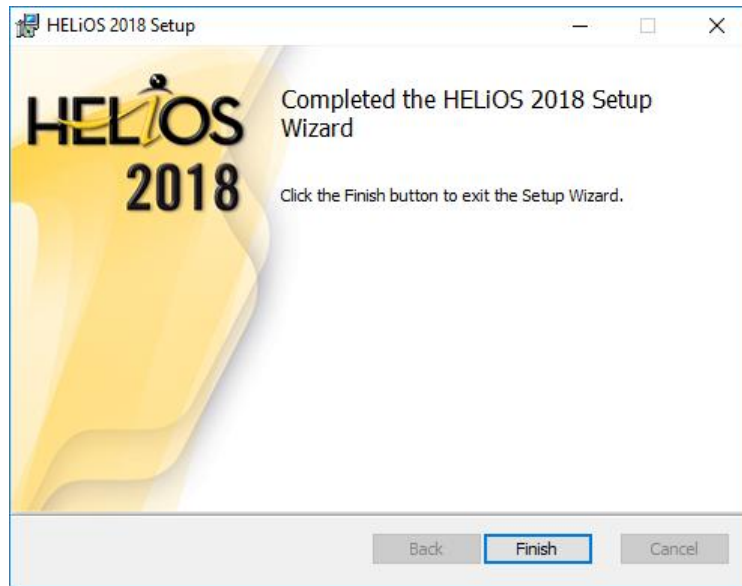 HELiOS 2018 Setup
HELiOS
2018
Completed the HELiOS 2018 Setup
Wizard
Click the Finish button to exit the Setup Wizard.
Back Finish Cancel